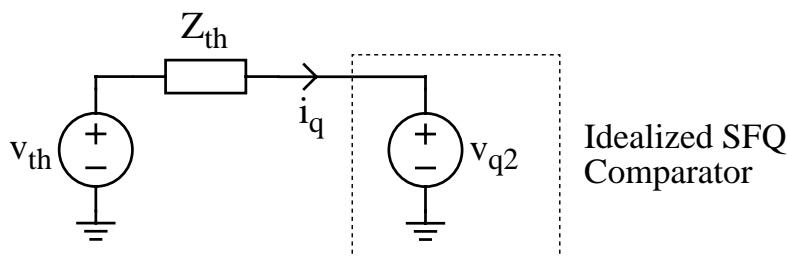 Z_th
i_q
v_th
+
−
+
−
v_q2
Idealized SFQ
Comparator